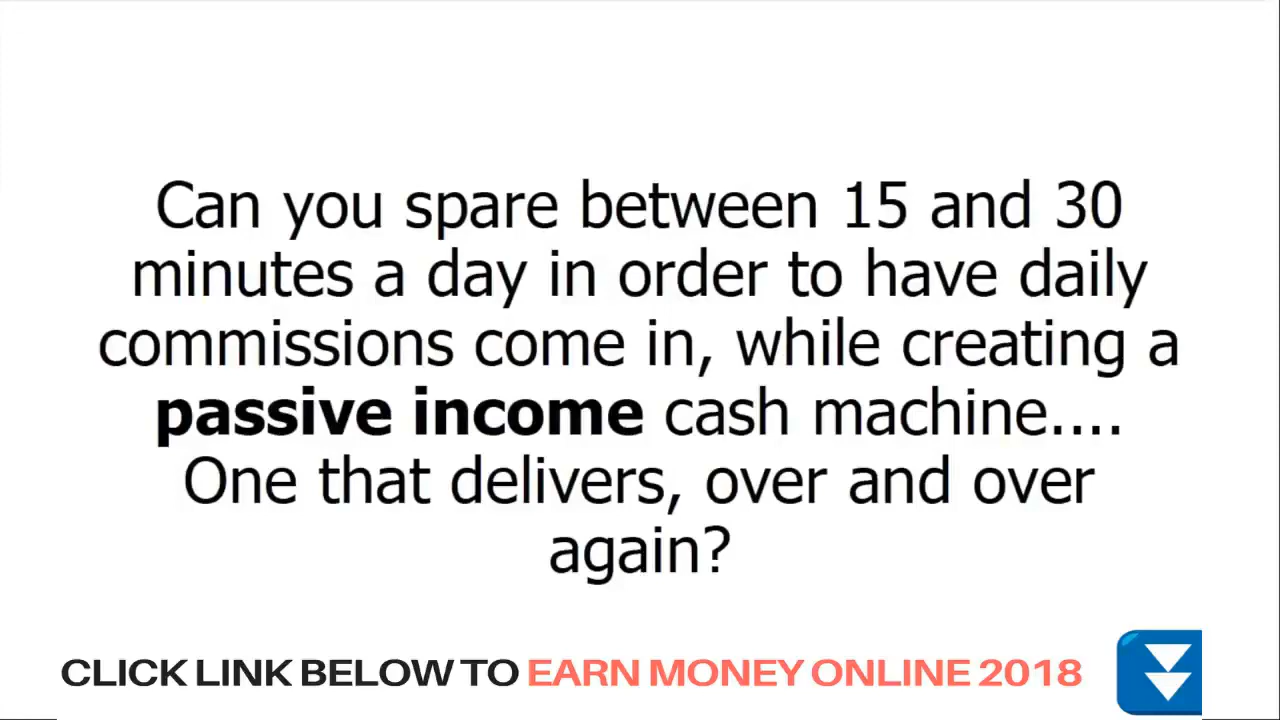 Can you spare between 15 and 30
minutes a day in order to have daily
commissions come in, while creating a
passive income cash machine....
One that delivers, over and over
again?
CLICK LINK BELOW TO EARN MONEY ONLINE 2018